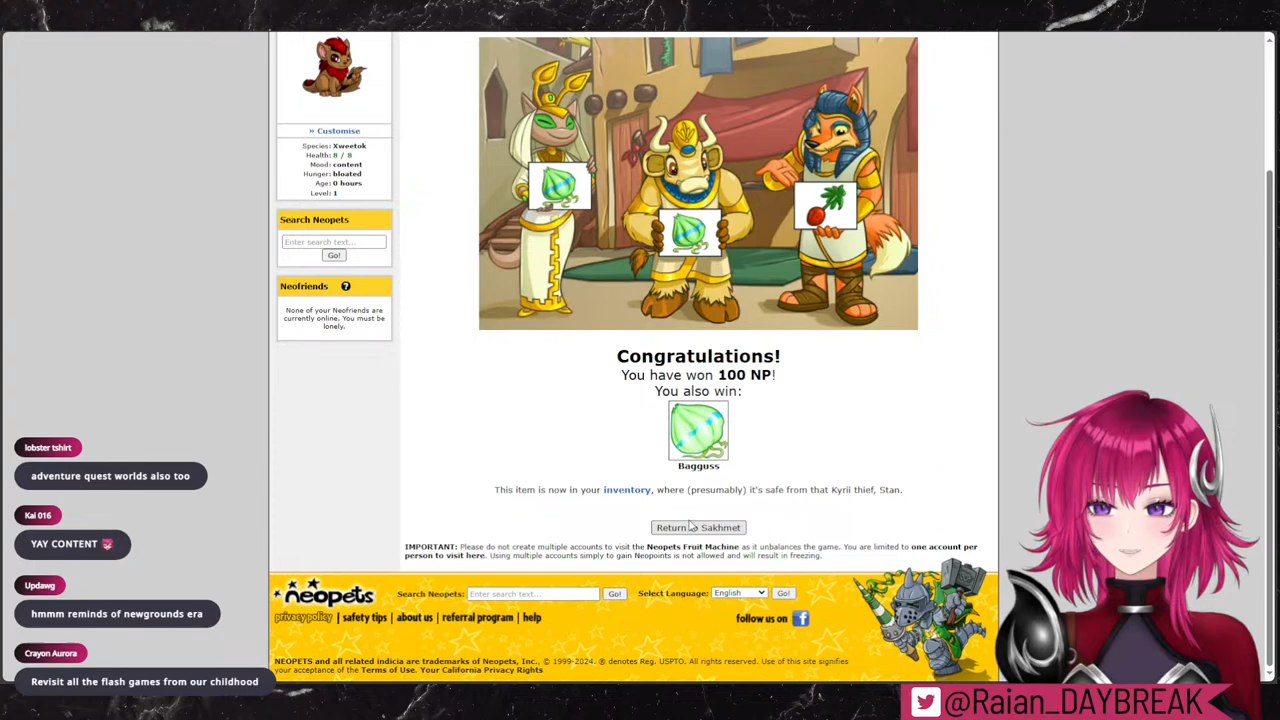 » Customise
Species: Xweetok
Health: 8 / 8
Mood: content
Hunger: bloated
Age: 0 hours
Level: 1
Search Neopets
Enter search text...
Go!
Neofriends ?
None of your Neofriends are
currently online. You must be
lonely.
Congratulations!
You have won 100 NP!
You also win:
Bagguss
This item is now in your inventory, where (presumably) it's safe from that Kyrii thief, Stan.
Return to Sakhmet
IMPORTANT: Please do not create multiple accounts to visit the Neopets Fruit Machine as it unbalances the game. You are limited to one account per
person to visit here. Using multiple accounts simply to gain Neopoints is not allowed and will result in freezing.
neopets
Search Neopets: Enter search text... Go! Select Language: English Go!
privacy policy | safety tips | about us | referral program | help
follow us on f
NEOPETS and all related indicia are trademarks of Neopets, Inc., © 1999-2024. ® denotes Reg. USPTO. All rights reserved. Use of this site signifies
your acceptance of the Terms of Use. Your California Privacy Rights
lobster tshirt
adventure quest worlds also too
Kai 016
YAY CONTENT
Updawg
hmmm reminds of newgrounds era
Crayon Aurora
Revisit all the flash games from our childhood
@Raian_DAYBREAK